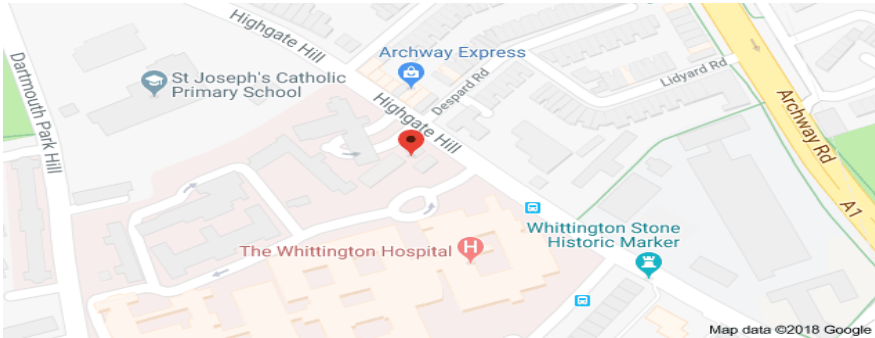 Highgate Hill
Archway Express
St Joseph's Catholic
Primary School
Despard Rd
Lidyard Rd
Highgate Hill
Archway Rd
Dartmouth Park Hill
A1
Whittington Stone
Historic Marker
The Whittington Hospital
H
Map data ©2018 Google